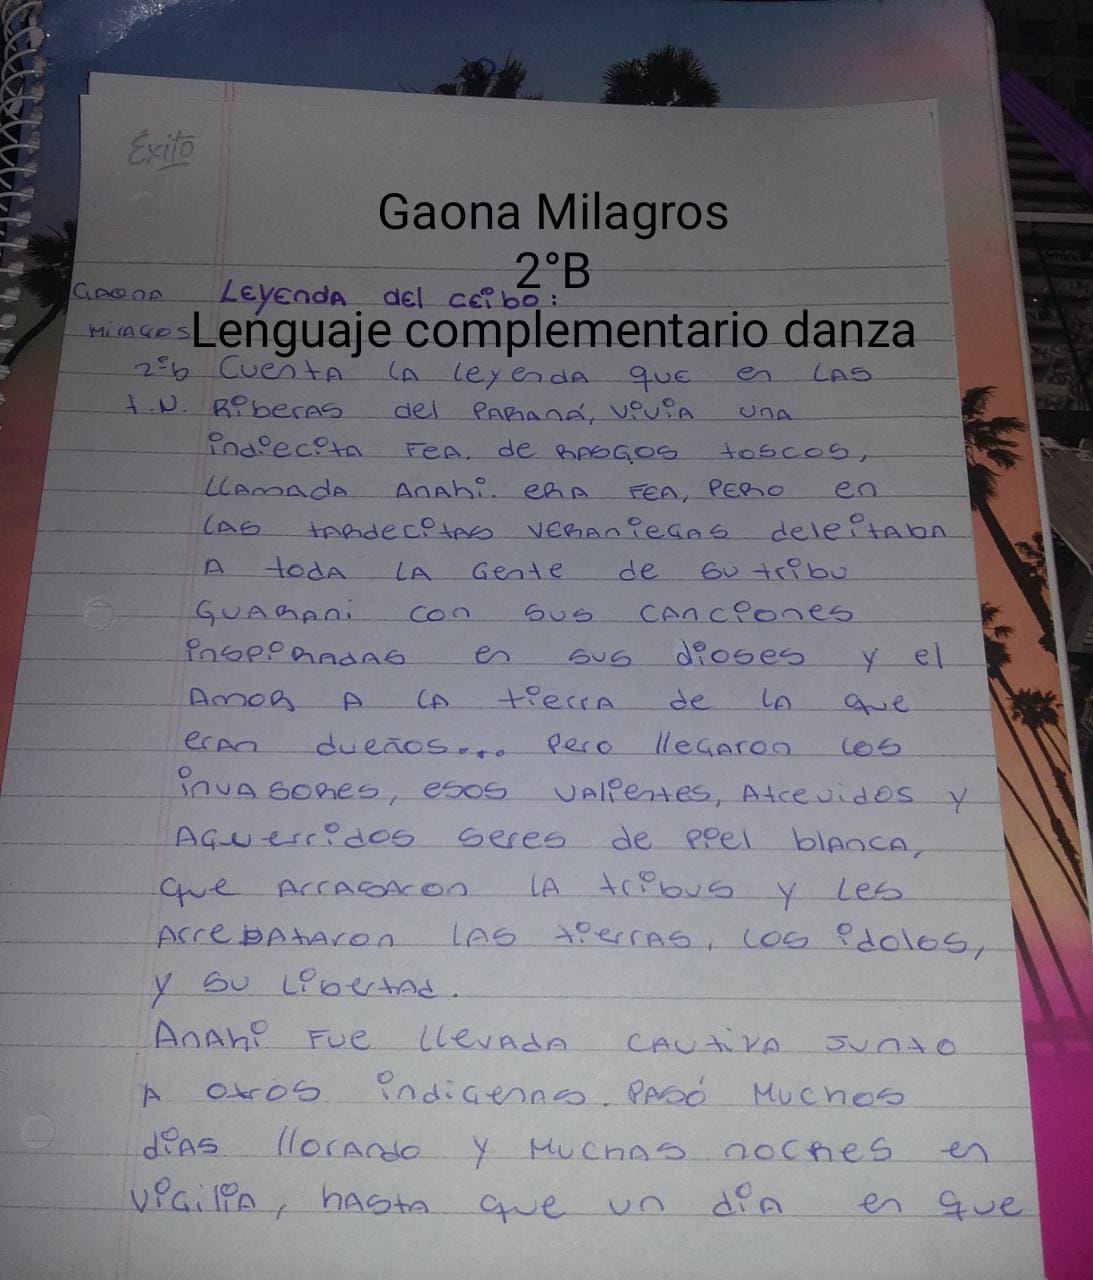 Éxito
Gaona Milagros
2°B
Lenguaje complementario danza
Gaona Leyenda del ceibo:
Milagos
2ºb Cuenta la leyenda que en las
t.n. Riberas del Paraná, vivia una
indiecita fea. de rasgos toscos,
llamada Anahi. era fea, pero en
las tardecitas veraniegas deleitaba
a toda la gente de su tribu
Guarani con sus canciones
inspiradas en sus dioses y el
Amor a la tierra de la que
eran dueños... pero llegaron los
invasores, esos valientes, Atrevidos y
Aguerridos seres de piel blanca,
que arrasaron la tribus y les
Arrebataron las tierras, los idolos,
y su libertad.
Anahi fue llevada cautiva junto
a otros indigenas. Pasó muchos
dias llorando y muchas noches en
vigilia, hasta que un dia en que